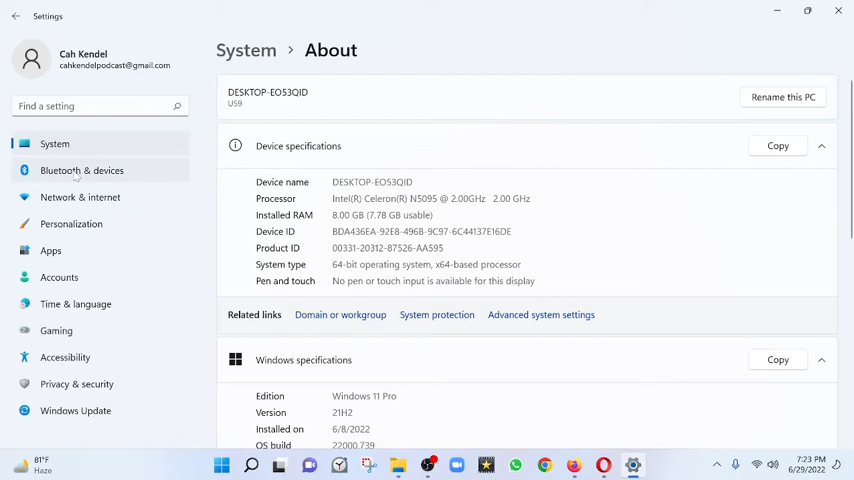 Settings
Cah Kendel
cahkendelpodcast@gmail.com
Find a setting
System
Bluetooth & devices
Network & internet
Personalization
Apps
Accounts
Time & language
Gaming
Accessibility
Privacy & security
Windows Update
System > About
DESKTOP-EO53QID
U59
Rename this PC
Device specifications
Copy
Device name DESKTOP-EO53QID
Processor Intel(R) Celeron(R) N5095 @ 2.00GHz 2.00 GHz
Installed RAM 8.00 GB (7.78 GB usable)
Device ID BDA436EA-92E8-496B-9C97-6C44137E16DE
Product ID 00331-20312-87526-AA595
System type 64-bit operating system, x64-based processor
Pen and touch No pen or touch input is available for this display
Related links Domain or workgroup System protection Advanced system settings
Windows specifications
Copy
Edition Windows 11 Pro
Version 21H2
Installed on 6/8/2022
OS build 22000.739
81°F
Haze
7:23 PM
6/29/2022